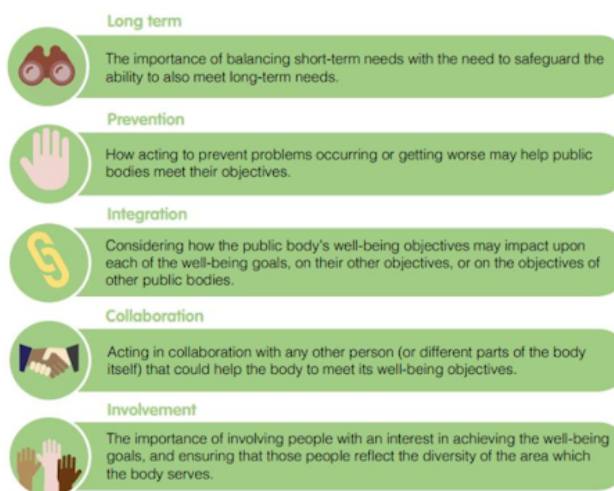 Long term
The importance of balancing short-term needs with the need to safeguard the
ability to also meet long-term needs.
Prevention
How acting to prevent problems occurring or getting worse may help public
bodies meet their objectives.
Integration
Considering how the public body's well-being objectives may impact upon
each of the well-being goals, on their other objectives, or on the objectives of
other public bodies.
Collaboration
Acting in collaboration with any other person (or different parts of the body
itself) that could help the body to meet its well-being objectives.
Involvement
The importance of involving people with an interest in achieving the well-being
goals, and ensuring that those people reflect the diversity of the area which
the body serves.